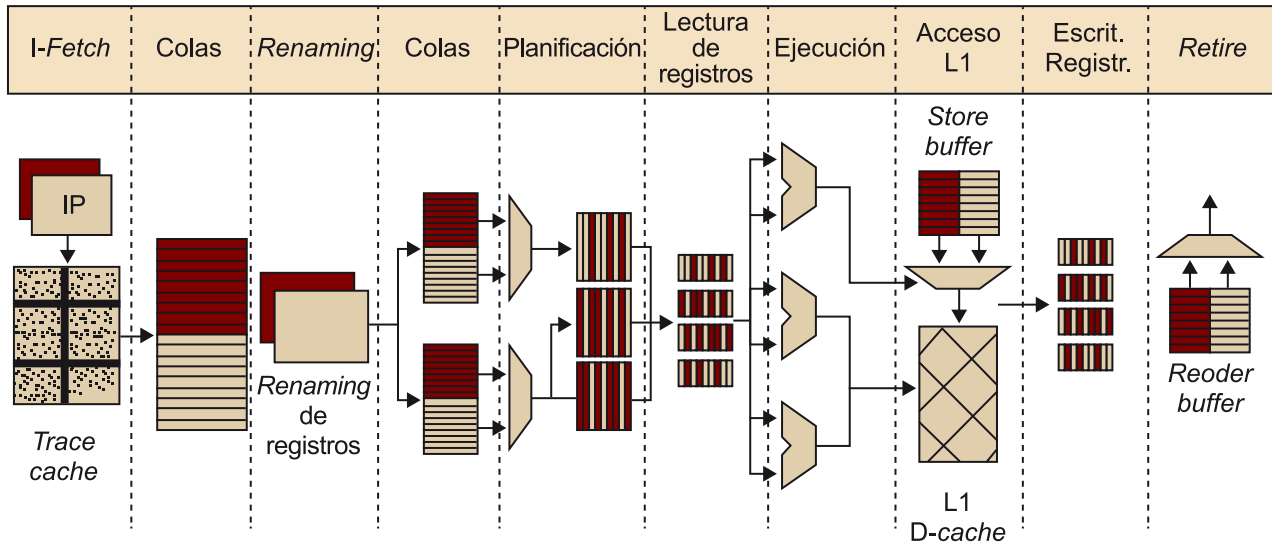 I-Fetch
Colas
Renaming
Colas
Planificación
Lectura
de
registros
Ejecución
Acceso
L1
Escrit.
Registr.
Retire
IP
Trace
cache
Renaming
de
registros
Store
buffer
L1
D-cache
Reoder
buffer